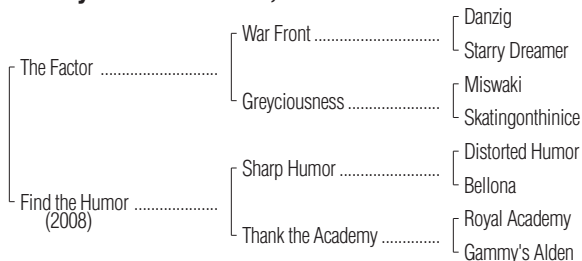 Danzig
War Front ......................................
Starry Dreamer
The Factor .............................
Miswaki
Greyciousness .......................
Skatingonthinice
Distorted Humor
Sharp Humor .........................
Bellona
Find the Humor .....................
(2008)
Royal Academy
Thank the Academy ..............
Gammy's Alden